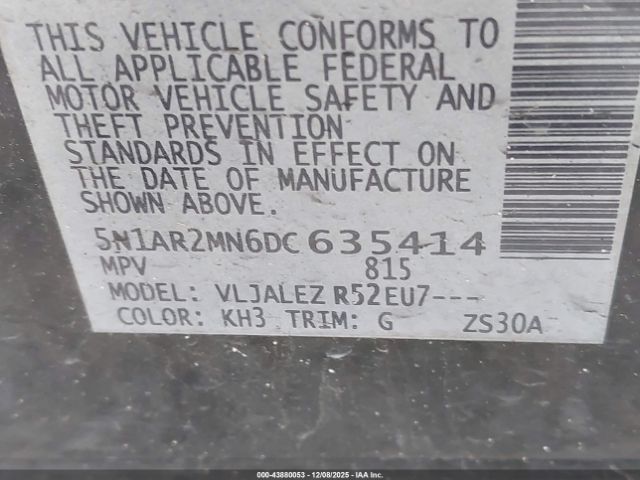 THIS VEHICLE CONFORMS TO
ALL APPLICABLE FEDERAL
MOTOR VEHICLE SAFETY AND
THEFT PREVENTION
STANDARDS IN EFFECT ON
THE DATE OF MANUFACTURE
SHOWN ABOVE.
5N1AR2MN6DC635414
MPV 815
MODEL: VLJALEZ R52EU7---
COLOR: KH3 TRIM: G ZS30A
000-43880053 - 12/08/2025 - IAA Inc.